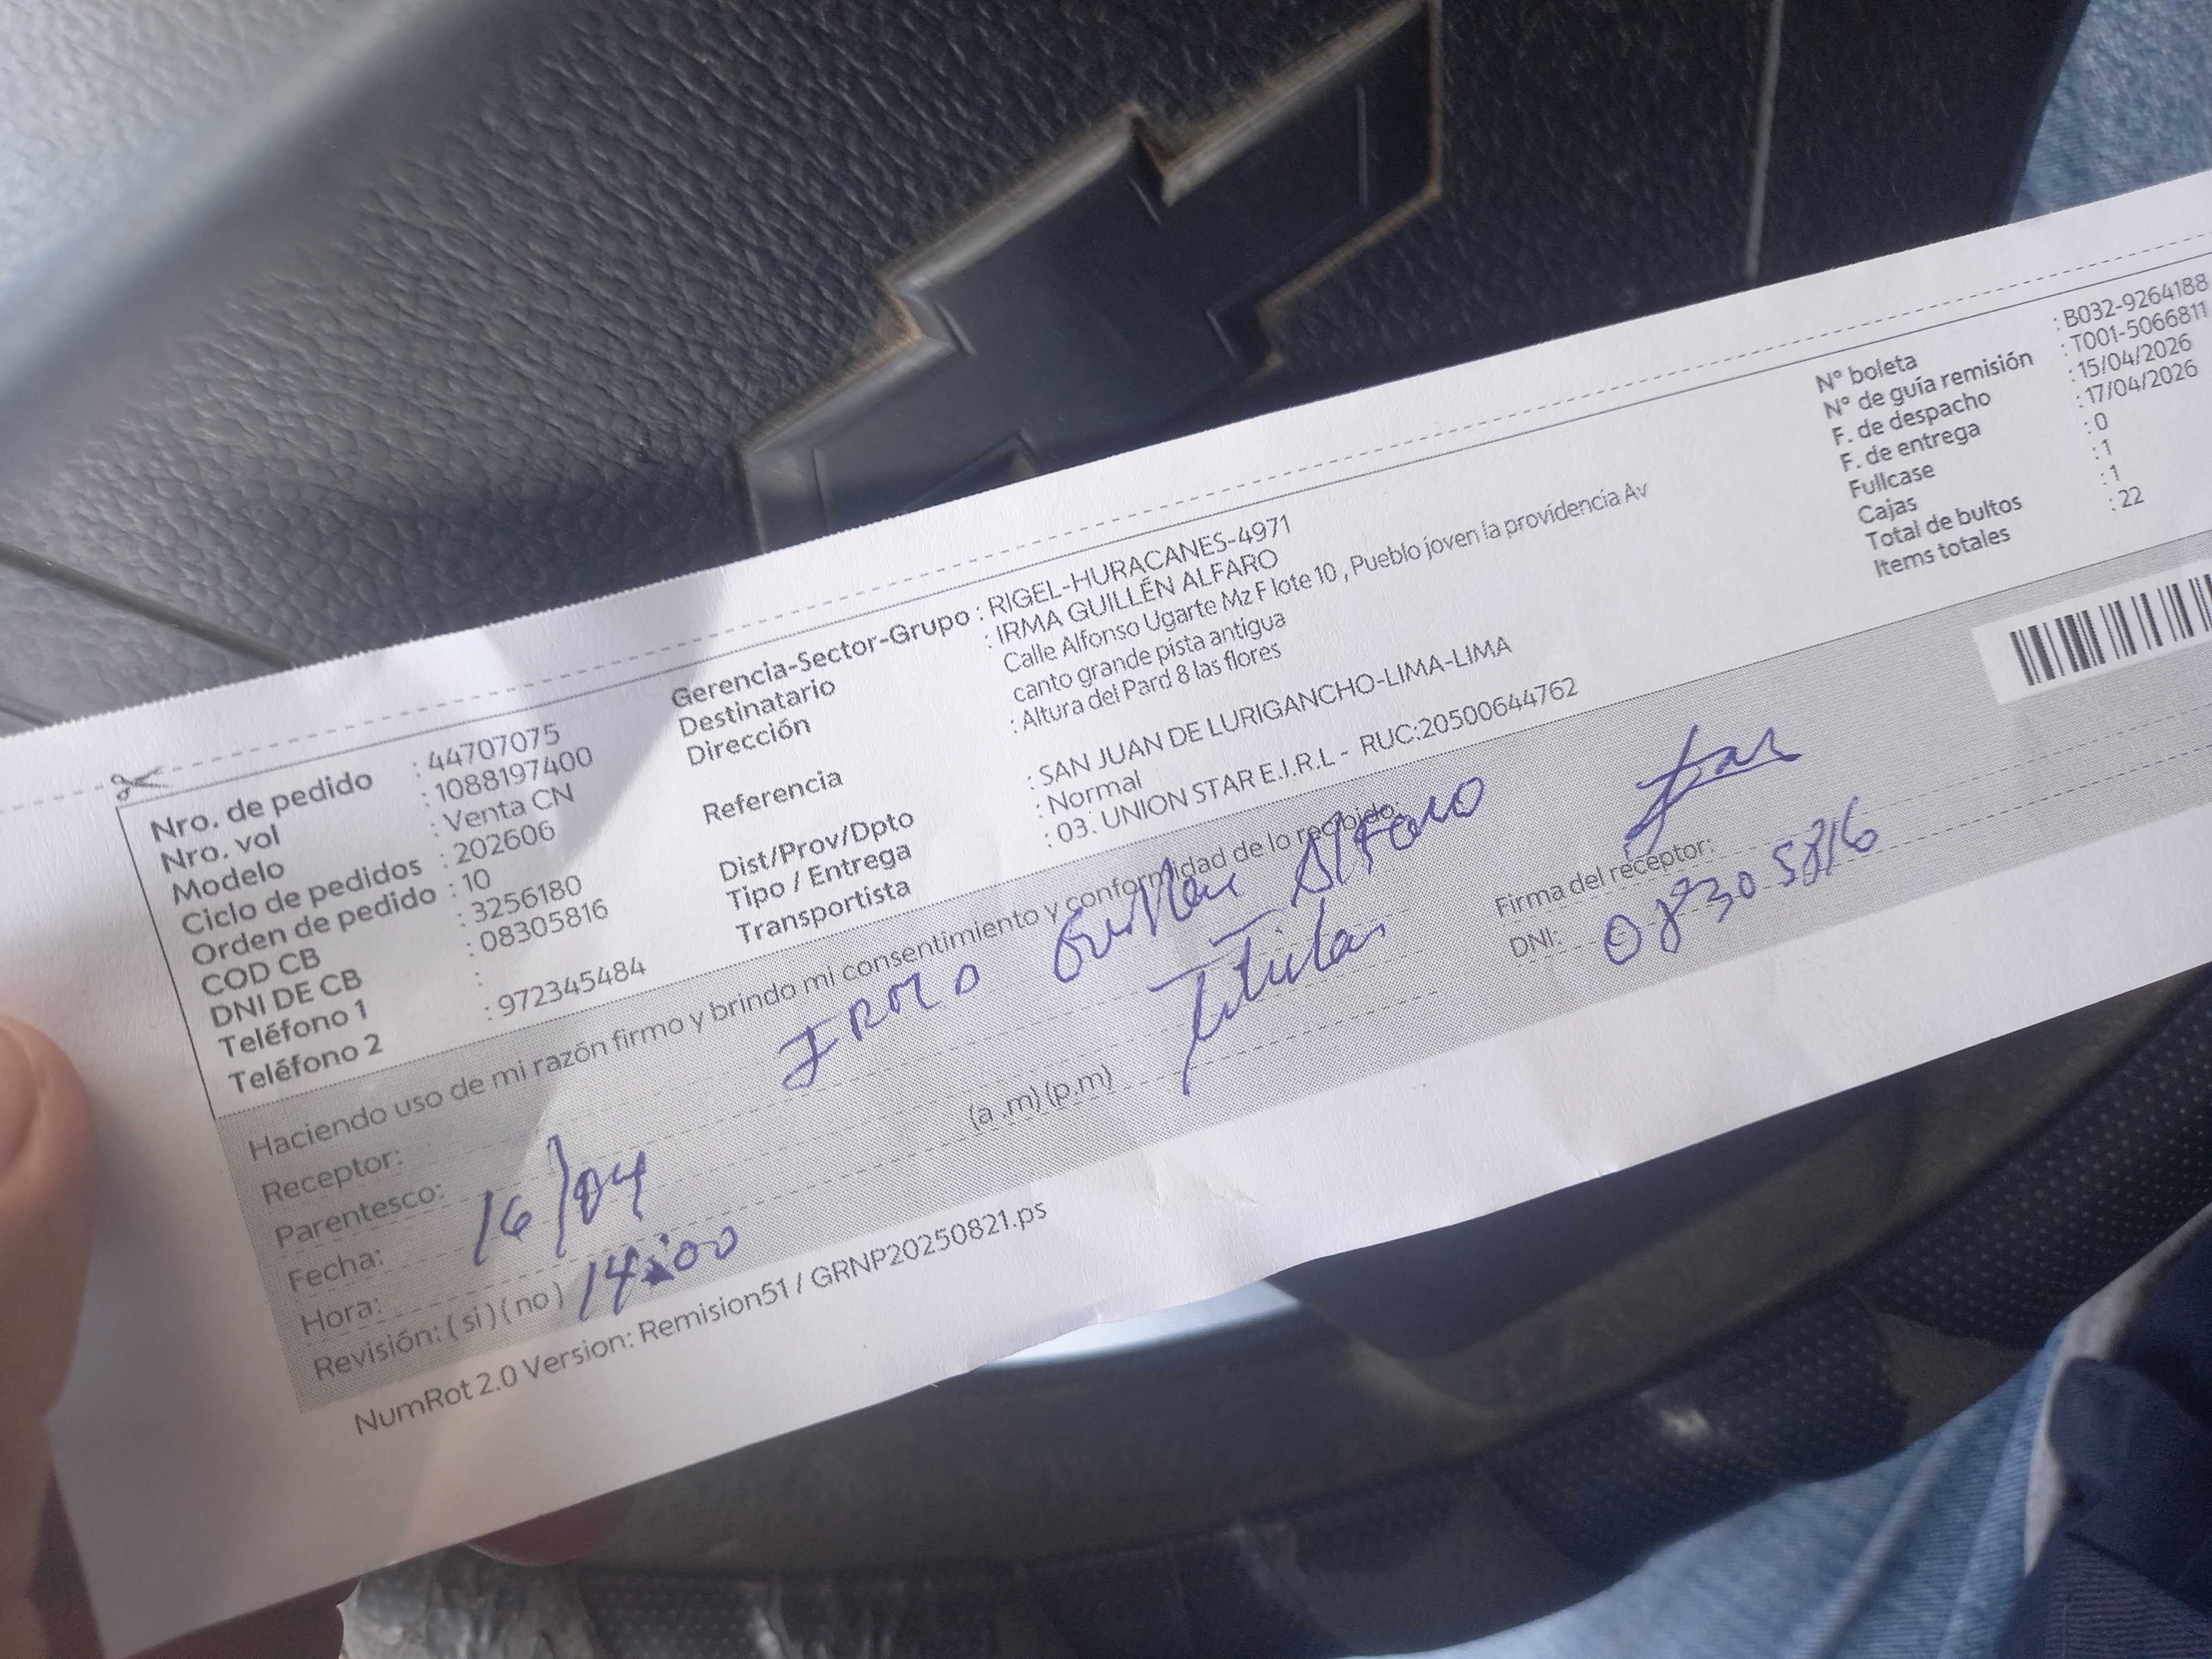 Nro. de pedido : 44707075
Nro. vol : 1088197400
Modelo : Venta CN
Ciclo de pedidos : 202606
Orden de pedido : 10
COD CB : 3256180
DNI DE CB : 08305816
Teléfono 1 :
Teléfono 2 : 972345484
Gerencia-Sector-Grupo : RIGEL-HURACANES-4971
Destinatario : IRMA GUILLÉN ALFARO
Dirección Calle Alfonso Ugarte Mz F lote 10 , Pueblo joven la providencia Av
canto grande pista antigua
Referencia : Altura del Pard 8 las flores
Dist/Prov/Dpto : SAN JUAN DE LURIGANCHO-LIMA-LIMA
Tipo / Entrega : Normal
Transportista : 03. UNION STAR E.I.R.L - RUC:20500644762
N° boleta : B032-9264188
N° de guía remisión : T001-5066811
F. de despacho : 15/04/2026
F. de entrega : 17/04/2026
Fullcase : 0
Cajas : 1
Total de bultos : 1
Items totales : 22
Haciendo uso de mi razón firmo y brindo mi consentimiento y conformidad de lo recibido:
Receptor: IRMA Guillen Alfaro
Parentesco: Titular
Fecha: 16/04
Hora: 14:00 (a .m) (p.m)
Revisión: ( si ) ( no )
Firma del receptor:
DNI: 08305816
NumRot 2.0 Version: Remision51 / GRNP20250821.ps